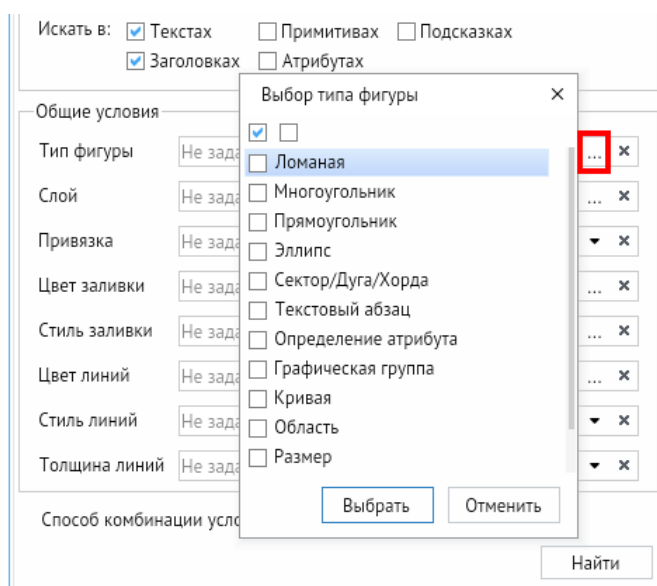 Искать в: Текстах Примитивах Подсказках
Заголовках Атрибутах
Выбор типа фигуры
Общие условия
Тип фигуры Не зада ...
Ломаная
Слой Не зада Многоугольник ...
Прямоугольник
Привязка Не зада
Эллипс
Цвет заливки Не зада Сектор/Дуга/Хорда ...
Текстовый абзац
Стиль заливки Не зада Определение атрибута
Цвет линий Не зада Графическая группа ...
Кривая
Стиль линий Не зада Область
Толщина линий Не зада Размер
Выбрать Отменить
Способ комбинации усло
Найти